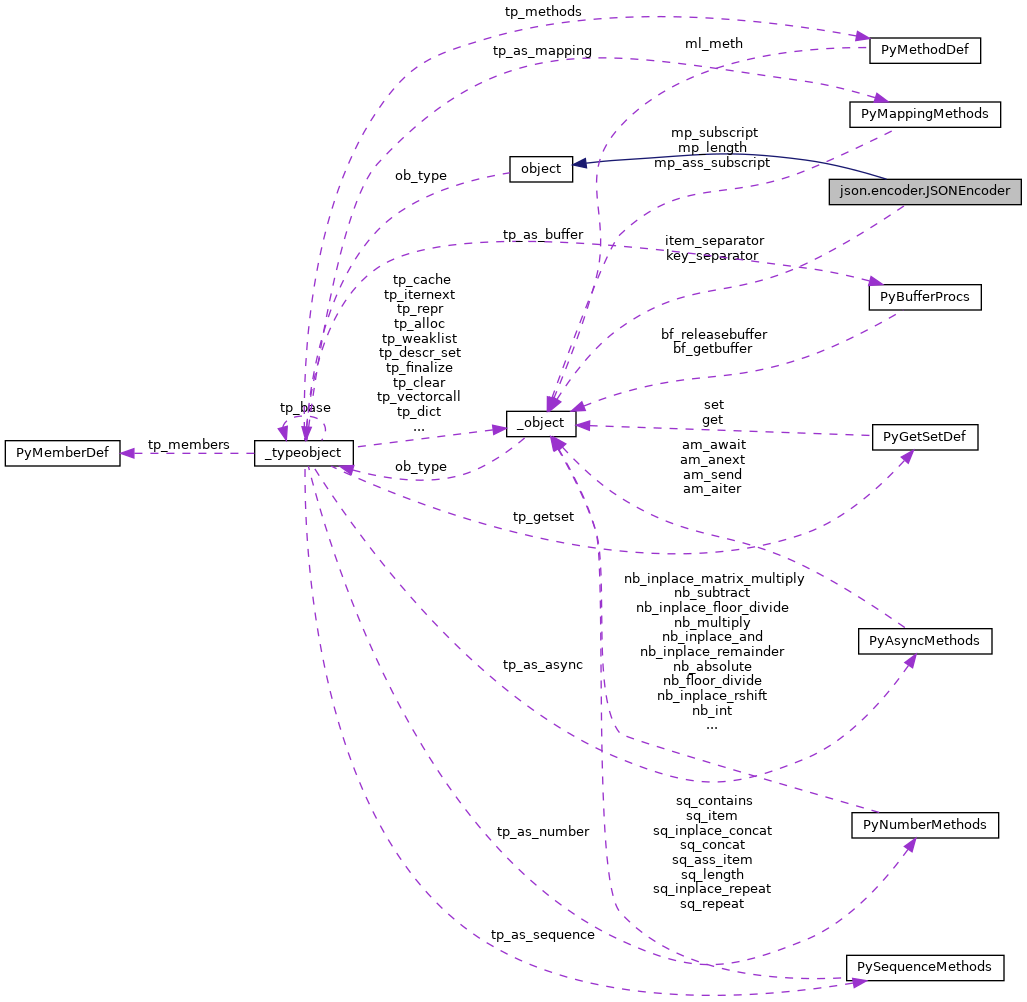 tp_methods
ml_meth
PyMethodDef
tp_as_mapping
PyMappingMethods
mp_subscript
mp_length
mp_ass_subscript
object
ob_type
json.encoder.JSONEncoder
tp_as_buffer
item_separator
key_separator
PyBufferProcs
tp_cache
tp_iternext
tp_repr
tp_alloc
tp_weaklist
tp_descr_set
tp_finalize
tp_clear
tp_vectorcall
tp_dict
...
bf_releasebuffer
bf_getbuffer
tp_base
_object
set
get
PyGetSetDef
PyMemberDef
tp_members
_typeobject
ob_type
am_await
am_anext
am_send
am_aiter
tp_getset
nb_inplace_matrix_multiply
nb_subtract
nb_inplace_floor_divide
nb_multiply
nb_inplace_and
nb_inplace_remainder
nb_absolute
nb_floor_divide
nb_inplace_rshift
nb_int
...
PyAsyncMethods
tp_as_async
sq_contains
sq_item
sq_inplace_concat
sq_concat
sq_ass_item
sq_length
sq_inplace_repeat
sq_repeat
PyNumberMethods
tp_as_number
tp_as_sequence
PySequenceMethods